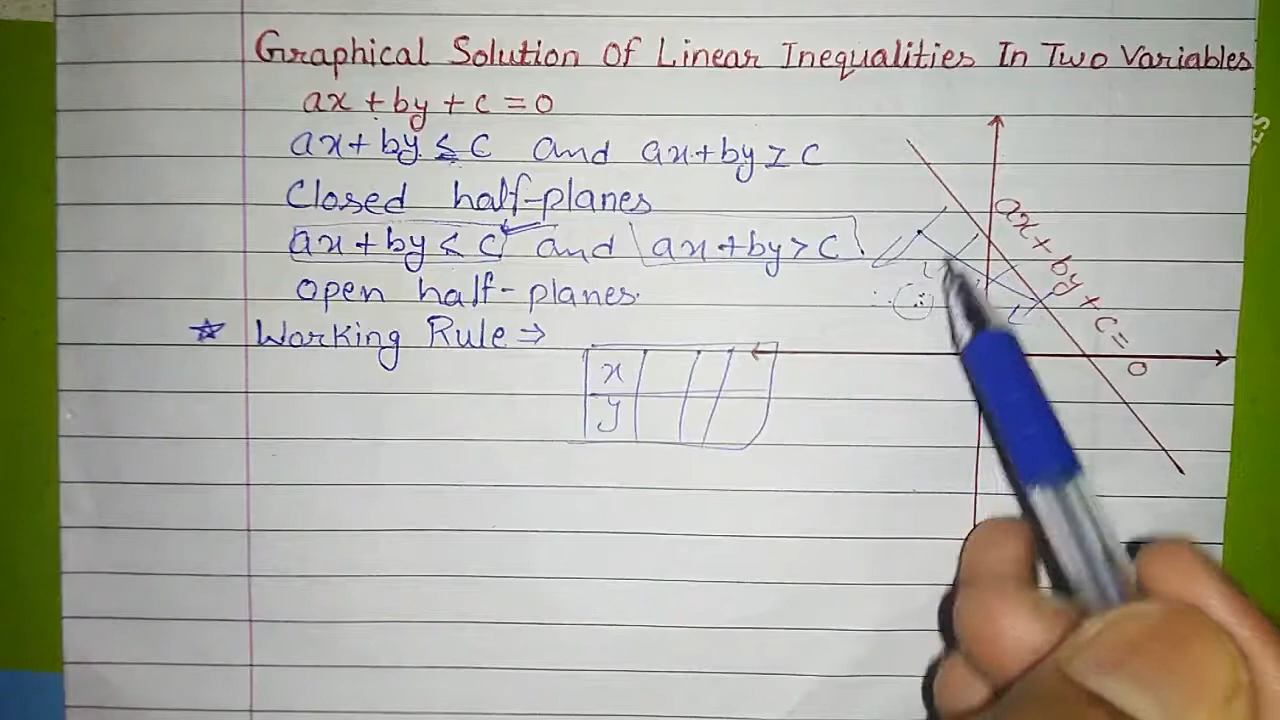 Graphical Solution Of Linear Inequalities In Two Variables
ax + by + c = 0
ax + by ≤ c and ax + by ≥ c
Closed half-planes
ax + by < c and ax + by > c
open half-planes.
☆ Working Rule ⇒
x
y
ax + by + c = 0